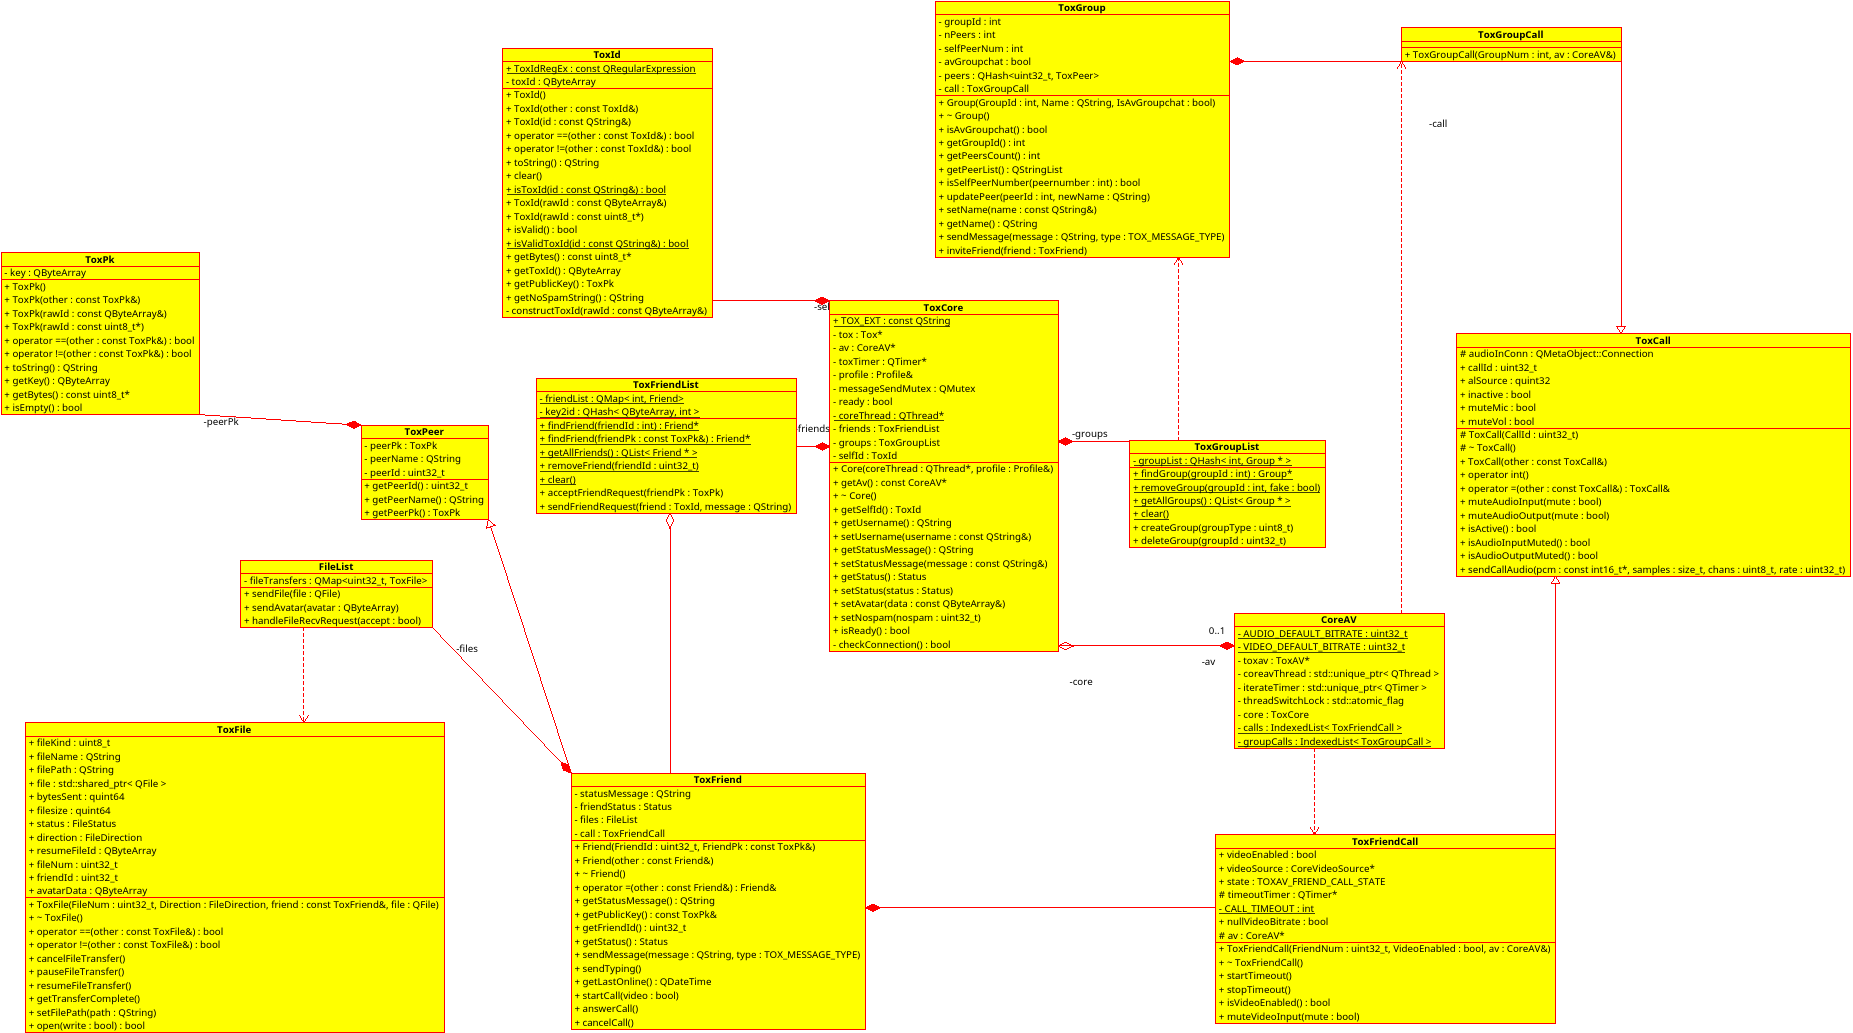 ToxGroup
- groupId : int
- nPeers : int
- selfPeerNum : int
- avGroupchat : bool
- peers : QHash<uint32_t, ToxPeer>
- call : ToxGroupCall
+ Group(GroupId : int, Name : QString, IsAvGroupchat : bool)
+ ~ Group()
+ isAvGroupchat() : bool
+ getGroupId() : int
+ getPeersCount() : int
+ getPeerList() : QStringList
+ isSelfPeerNumber(peernumber : int) : bool
+ updatePeer(peerId : int, newName : QString)
+ setName(name : const QString&)
+ getName() : QString
+ sendMessage(message : QString, type : TOX_MESSAGE_TYPE)
+ inviteFriend(friend : ToxFriend)
ToxGroupCall
+ ToxGroupCall(GroupNum : int, av : CoreAV&)
-call
ToxId
+ ToxIdRegEx : const QRegularExpression
- toxId : QByteArray
+ ToxId()
+ ToxId(other : const ToxId&)
+ ToxId(id : const QString&)
+ operator ==(other : const ToxId&) : bool
+ operator !=(other : const ToxId&) : bool
+ toString() : QString
+ clear()
+ isToxId(id : const QString&) : bool
+ ToxId(rawId : const QByteArray&)
+ ToxId(rawId : const uint8_t*)
+ isValid() : bool
+ isValidToxId(id : const QString&) : bool
+ getBytes() : const uint8_t*
+ getToxId() : QByteArray
+ getPublicKey() : ToxPk
+ getNoSpamString() : QString
- constructToxId(rawId : const QByteArray&)
ToxPk
- key : QByteArray
+ ToxPk()
+ ToxPk(other : const ToxPk&)
+ ToxPk(rawId : const QByteArray&)
+ ToxPk(rawId : const uint8_t*)
+ operator ==(other : const ToxPk&) : bool
+ operator !=(other : const ToxPk&) : bool
+ toString() : QString
+ getKey() : QByteArray
+ getBytes() : const uint8_t*
+ isEmpty() : bool
-peerPk
-sel
ToxCore
+ TOX_EXT : const QString
- tox : Tox*
- av : CoreAV*
- toxTimer : QTimer*
- profile : Profile&
- messageSendMutex : QMutex
- ready : bool
- coreThread : QThread*
- friends : ToxFriendList
- groups : ToxGroupList
- selfId : ToxId
+ Core(coreThread : QThread*, profile : Profile&)
+ getAv() : const CoreAV*
+ ~ Core()
+ getSelfId() : ToxId
+ getUsername() : QString
+ setUsername(username : const QString&)
+ getStatusMessage() : QString
+ setStatusMessage(message : const QString&)
+ getStatus() : Status
+ setStatus(status : Status)
+ setAvatar(data : const QByteArray&)
+ setNospam(nospam : uint32_t)
+ isReady() : bool
- checkConnection() : bool
ToxCall
# audioInConn : QMetaObject::Connection
+ callId : uint32_t
+ alSource : quint32
+ inactive : bool
+ muteMic : bool
+ muteVol : bool
# ToxCall(CallId : uint32_t)
# ~ ToxCall()
+ ToxCall(other : const ToxCall&)
+ operator int()
+ operator =(other : const ToxCall&) : ToxCall&
+ muteAudioInput(mute : bool)
+ muteAudioOutput(mute : bool)
+ isActive() : bool
+ isAudioInputMuted() : bool
+ isAudioOutputMuted() : bool
+ sendCallAudio(pcm : const int16_t*, samples : size_t, chans : uint8_t, rate : uint32_t)
ToxFriendList
- friendList : QMap< int, Friend>
- key2id : QHash< QByteArray, int >
+ findFriend(friendId : int) : Friend*
+ findFriend(friendPk : const ToxPk&) : Friend*
+ getAllFriends() : QList< Friend * >
+ removeFriend(friendId : uint32_t)
+ clear()
+ acceptFriendRequest(friendPk : ToxPk)
+ sendFriendRequest(friend : ToxId, message : QString)
-friends
-groups
ToxPeer
- peerPk : ToxPk
- peerName : QString
- peerId : uint32_t
+ getPeerId() : uint32_t
+ getPeerName() : QString
+ getPeerPk() : ToxPk
ToxGroupList
- groupList : QHash< int, Group * >
+ findGroup(groupId : int) : Group*
+ removeGroup(groupId : int, fake : bool)
+ getAllGroups() : QList< Group * >
+ clear()
+ createGroup(groupType : uint8_t)
+ deleteGroup(groupId : uint32_t)
FileList
- fileTransfers : QMap<uint32_t, ToxFile>
+ sendFile(file : QFile)
+ sendAvatar(avatar : QByteArray)
+ handleFileRecvRequest(accept : bool)
-files
0..1
-av
-core
CoreAV
- AUDIO_DEFAULT_BITRATE : uint32_t
- VIDEO_DEFAULT_BITRATE : uint32_t
- toxav : ToxAV*
- coreavThread : std::unique_ptr< QThread >
- iterateTimer : std::unique_ptr< QTimer >
- threadSwitchLock : std::atomic_flag
- core : ToxCore
- calls : IndexedList< ToxFriendCall >
- groupCalls : IndexedList< ToxGroupCall >
ToxFile
+ fileKind : uint8_t
+ fileName : QString
+ filePath : QString
+ file : std::shared_ptr< QFile >
+ bytesSent : quint64
+ filesize : quint64
+ status : FileStatus
+ direction : FileDirection
+ resumeFileId : QByteArray
+ fileNum : uint32_t
+ friendId : uint32_t
+ avatarData : QByteArray
+ ToxFile(FileNum : uint32_t, Direction : FileDirection, friend : const ToxFriend&, file : QFile)
+ ~ ToxFile()
+ operator ==(other : const ToxFile&) : bool
+ operator !=(other : const ToxFile&) : bool
+ cancelFileTransfer()
+ pauseFileTransfer()
+ resumeFileTransfer()
+ getTransferComplete()
+ setFilePath(path : QString)
+ open(write : bool) : bool
ToxFriend
- statusMessage : QString
- friendStatus : Status
- files : FileList
- call : ToxFriendCall
+ Friend(FriendId : uint32_t, FriendPk : const ToxPk&)
+ Friend(other : const Friend&)
+ ~ Friend()
+ operator =(other : const Friend&) : Friend&
+ getStatusMessage() : QString
+ getPublicKey() : const ToxPk&
+ getFriendId() : uint32_t
+ getStatus() : Status
+ sendMessage(message : QString, type : TOX_MESSAGE_TYPE)
+ sendTyping()
+ getLastOnline() : QDateTime
+ startCall(video : bool)
+ answerCall()
+ cancelCall()
ToxFriendCall
+ videoEnabled : bool
+ videoSource : CoreVideoSource*
+ state : TOXAV_FRIEND_CALL_STATE
# timeoutTimer : QTimer*
- CALL_TIMEOUT : int
+ nullVideoBitrate : bool
# av : CoreAV*
+ ToxFriendCall(FriendNum : uint32_t, VideoEnabled : bool, av : CoreAV&)
+ ~ ToxFriendCall()
+ startTimeout()
+ stopTimeout()
+ isVideoEnabled() : bool
+ muteVideoInput(mute : bool)